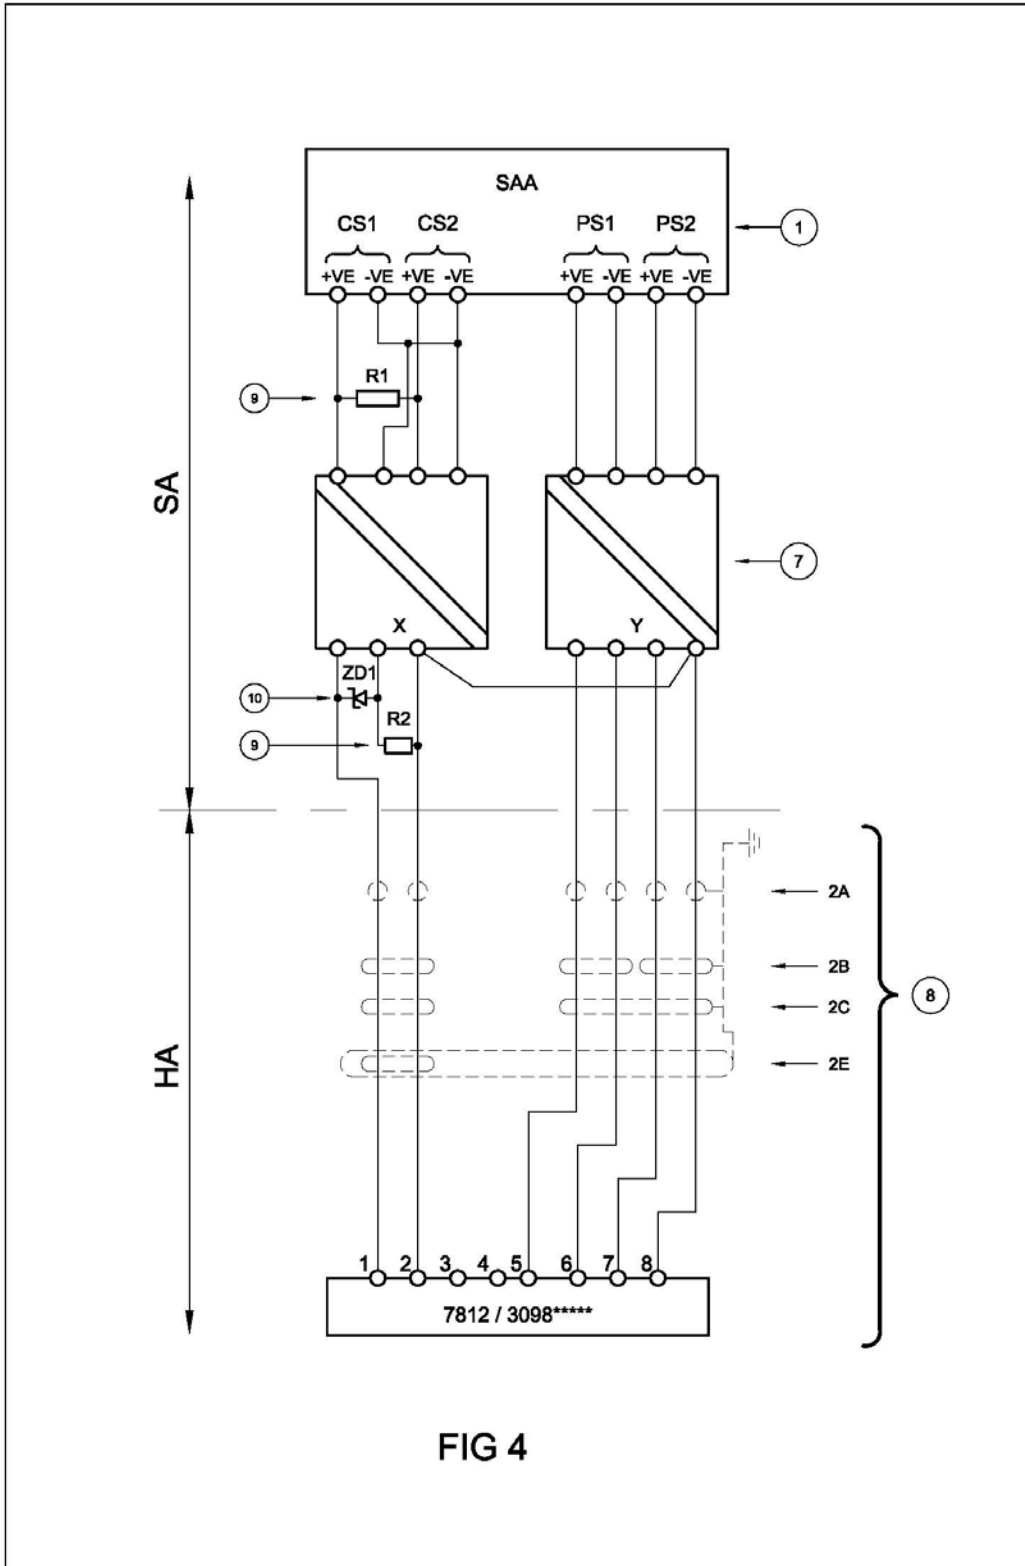 SAA
CS1 CS2 PS1 PS2
+VE -VE +VE -VE +VE -VE +VE -VE
1
R1
9
SA
7
X Y
ZD1
10
R2
9
2A
2B
8
2C
2E
HA
1 2 3 4 5 6 7 8
7812 / 3098*****
FIG 4